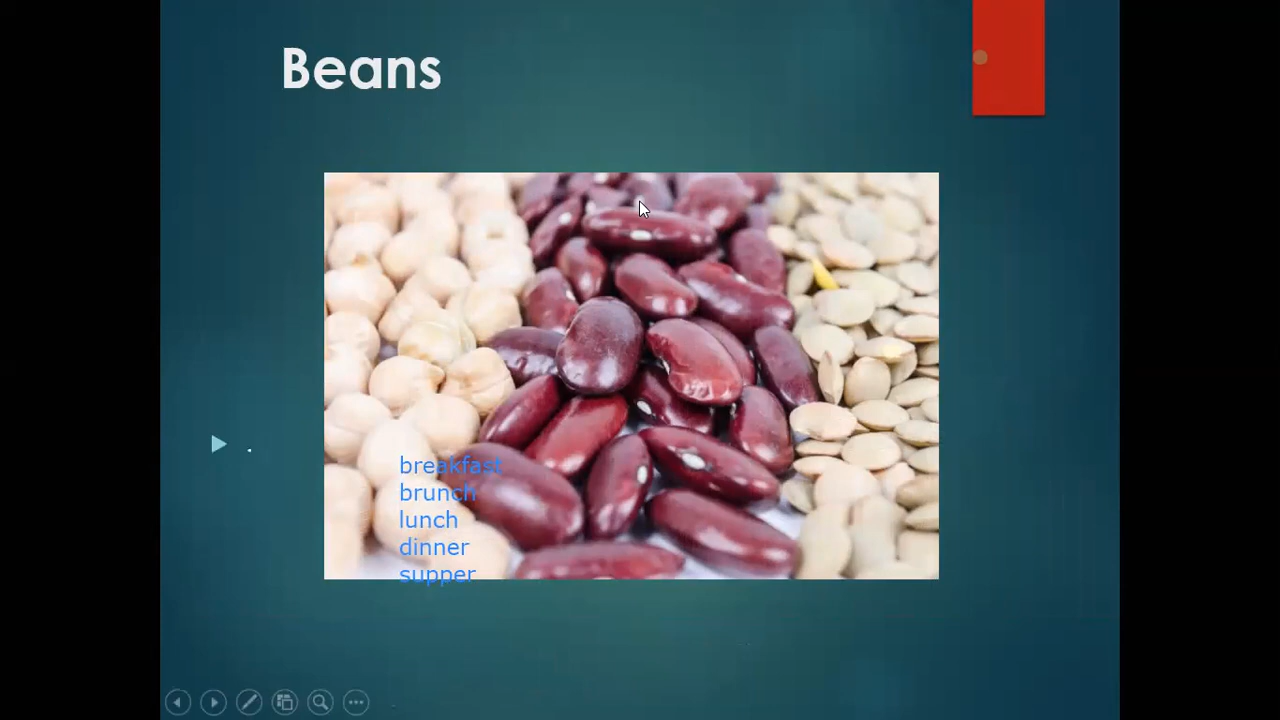 Beans
.
breakfast
brunch
lunch
dinner
supper